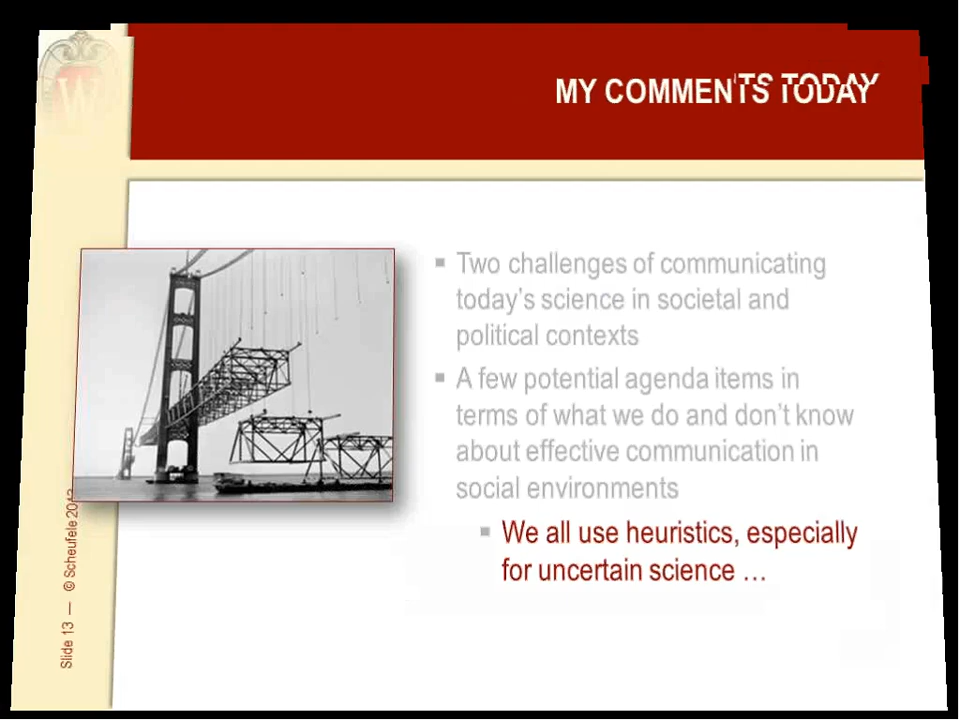 W
MY COMMENTS TODAY
Two challenges of communicating
today's science in societal and
political contexts
A few potential agenda items in
terms of what we do and don't know
about effective communication in
social environments
We all use heuristics, especially
for uncertain science …
Slide 13 — © Scheufele